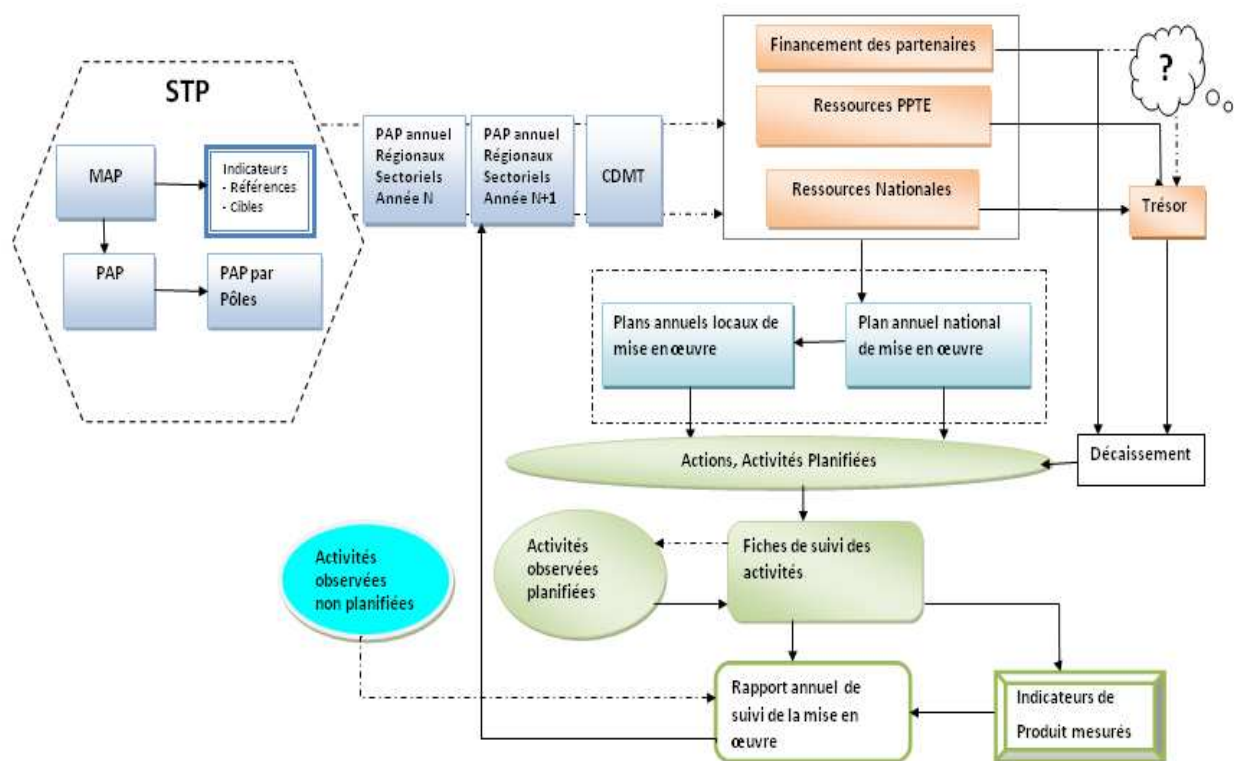 STP
MAP
Indicateurs
- Références
- Cibles
PAP
PAP par
Pôles
PAP annuel
Régionaux
Sectoriels
Année N
PAP annuel
Régionaux
Sectoriels
Année N+1
CDMT
Financement des partenaires
Ressources PPTE
Ressources Nationales
?
Trésor
Plans annuels locaux de
mise en œuvre
Plan annuel national
de mise en œuvre
Actions, Activités Planifiées
Décaissement
Activités
observées
non planifiées
Activités
observées
planifiées
Fiches de suivi des
activités
Rapport annuel de
suivi de la mise en
œuvre
Indicateurs de
Produit mesurés